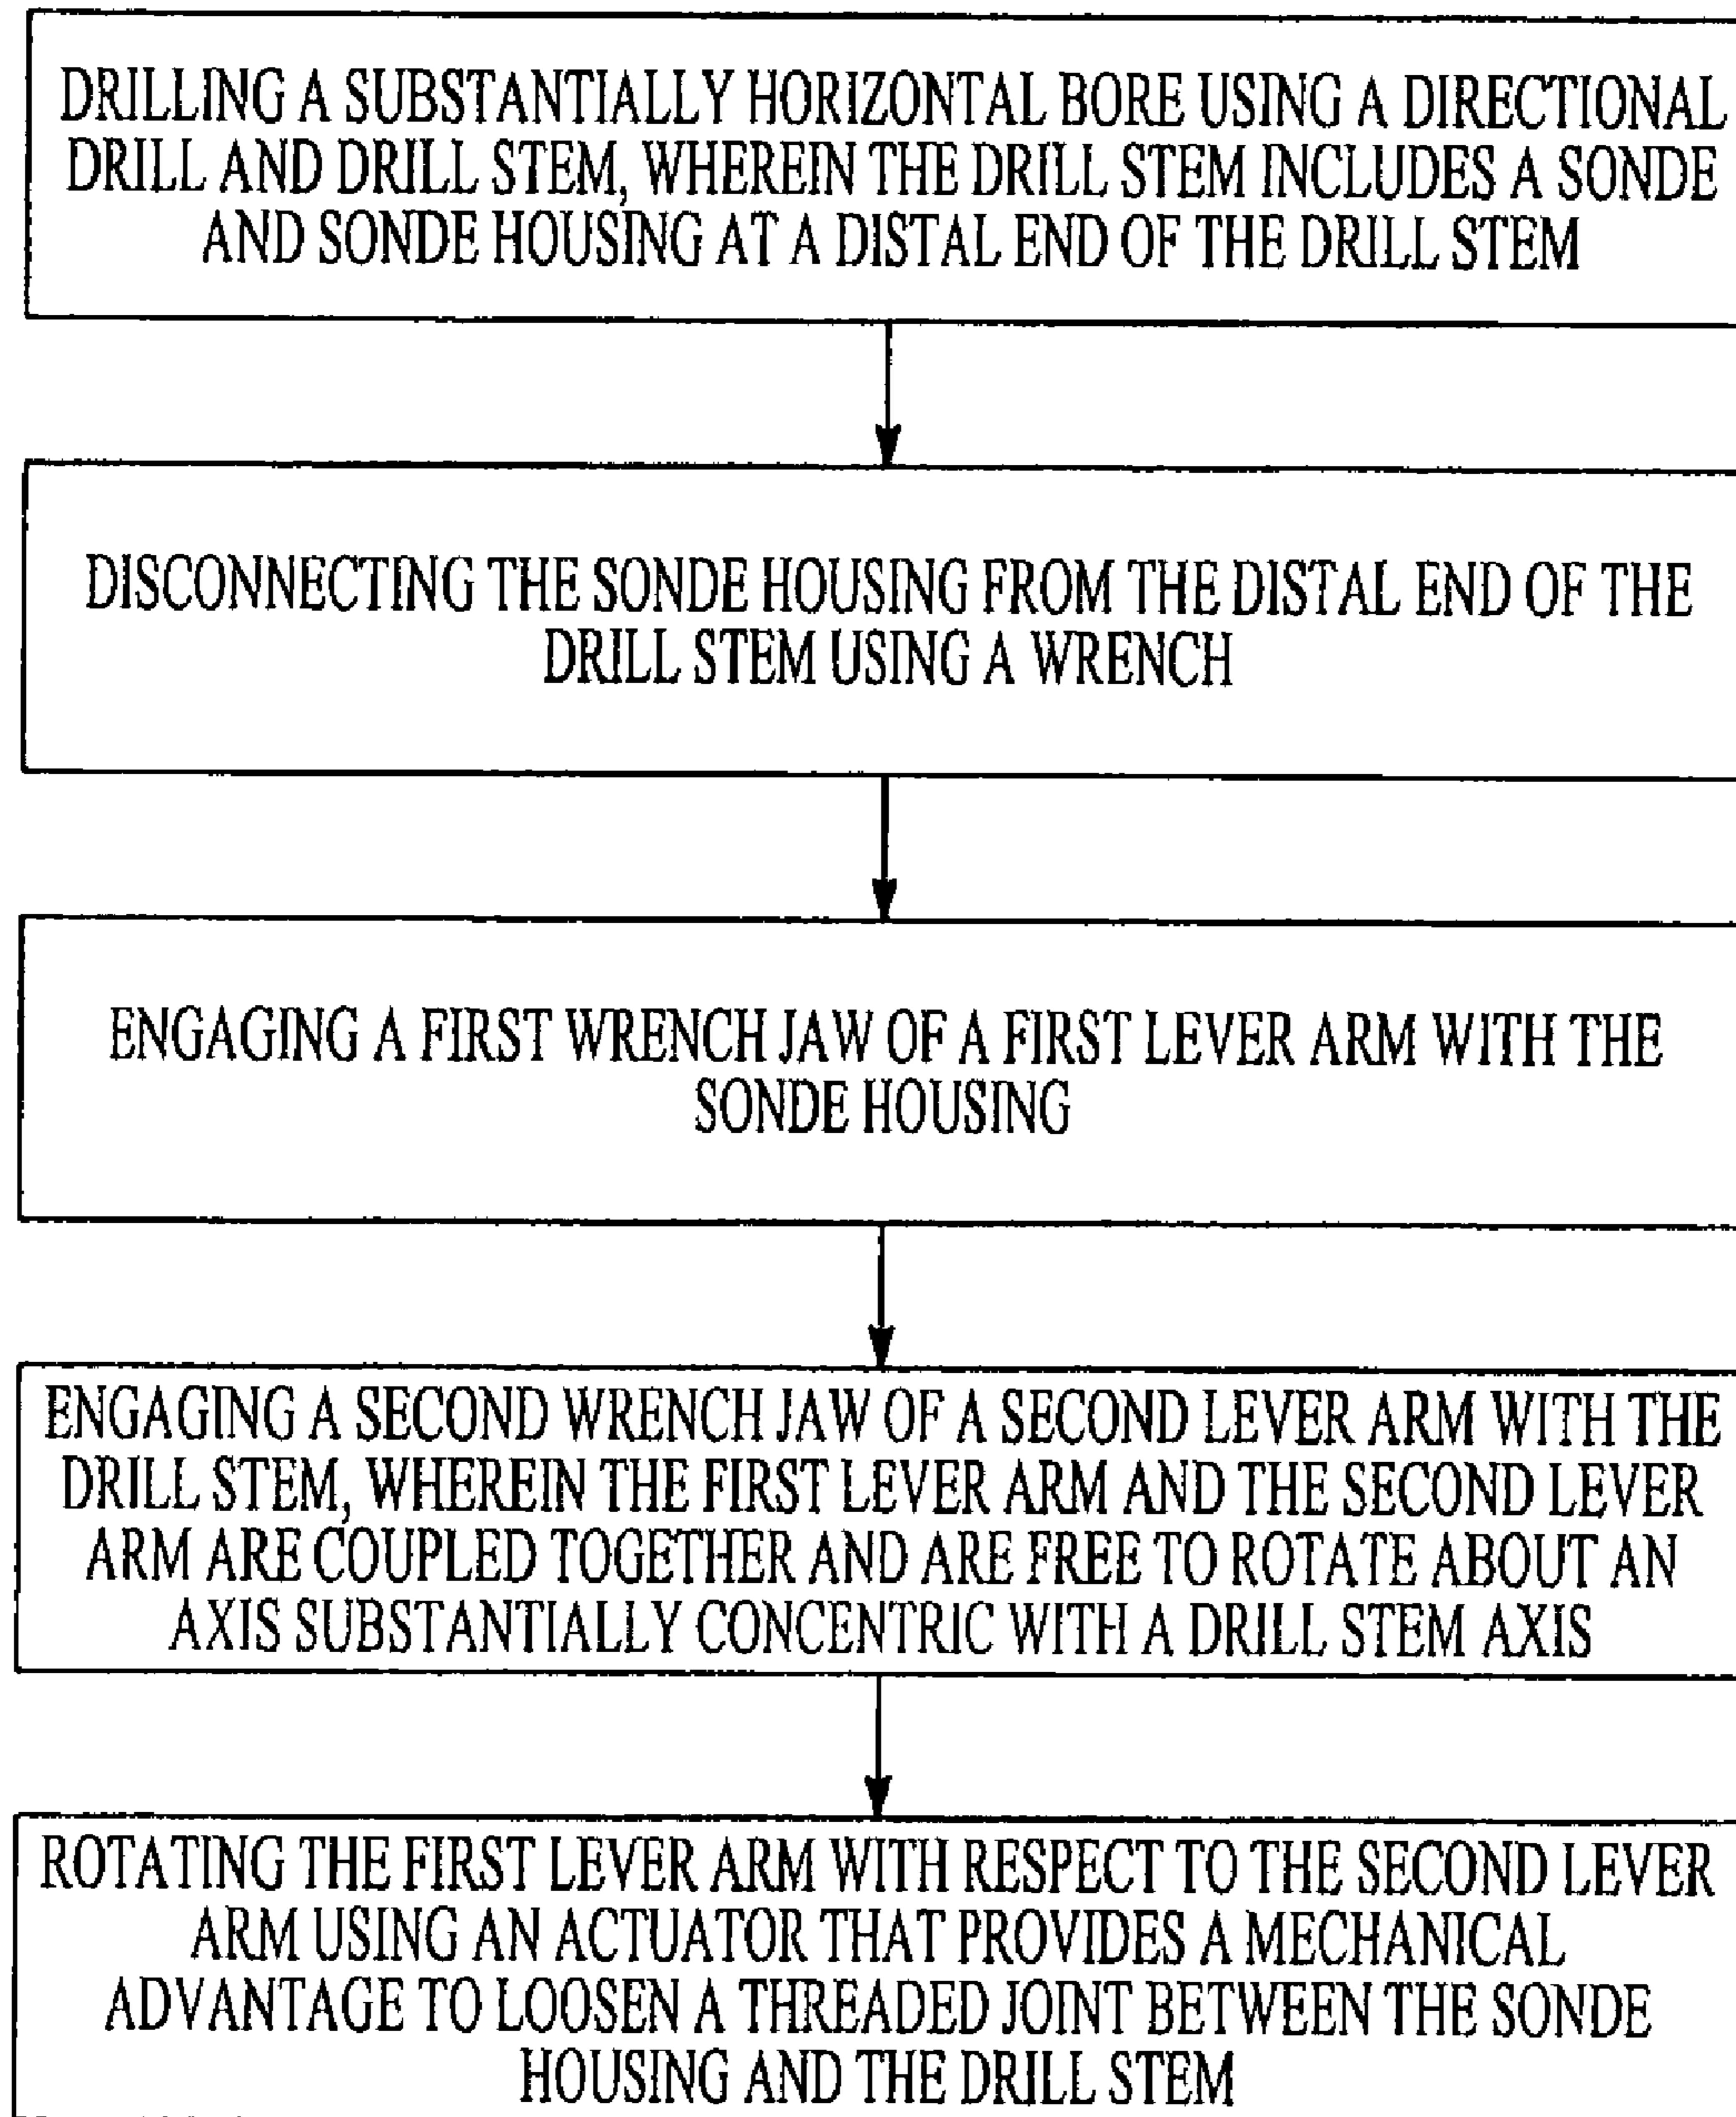 DRILLING A SUBSTANTIALLY HORIZONTAL BORE USING A DIRECTIONAL
DRILL AND DRILL STEM, WHEREIN THE DRILL STEM INCLUDES A SONDE
AND SONDE HOUSING AT A DISTAL END OF THE DRILL STEM
DISCONNECTING THE SONDE HOUSING FROM THE DISTAL END OF THE
DRILL STEM USING A WRENCH
ENGAGING A FIRST WRENCH JAW OF A FIRST LEVER ARM WITH THE
SONDE HOUSING
ENGAGING A SECOND WRENCH JAW OF A SECOND LEVER ARM WITH THE
DRILL STEM, WHEREIN THE FIRST LEVER ARM AND THE SECOND LEVER
ARM ARE COUPLED TOGETHER AND ARE FREE TO ROTATE ABOUT AN
AXIS SUBSTANTIALLY CONCENTRIC WITH A DRILL STEM AXIS
ROTATING THE FIRST LEVER ARM WITH RESPECT TO THE SECOND LEVER
ARM USING AN ACTUATOR THAT PROVIDES A MECHANICAL
ADVANTAGE TO LOOSEN A THREADED JOINT BETWEEN THE SONDE
HOUSING AND THE DRILL STEM